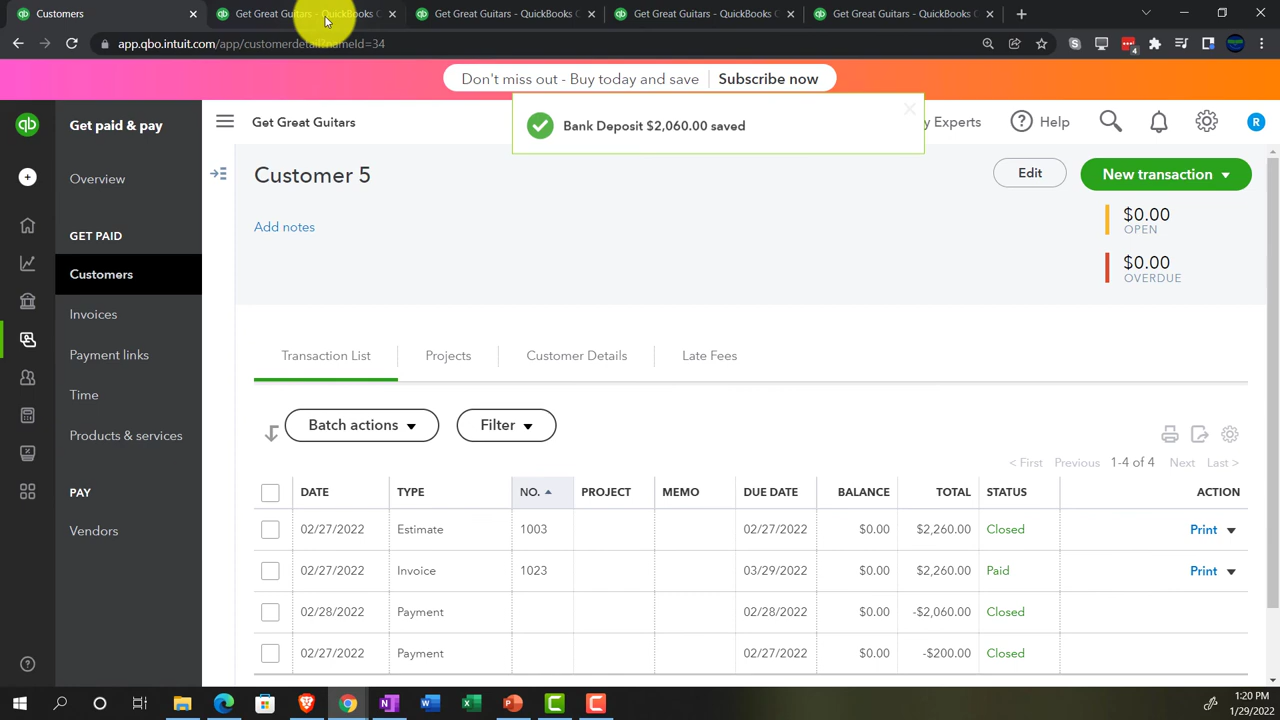 Customers
Get Great Guitars - QuickBooks
Get Great Guitars - QuickBooks
Get Great Guitars - QuickBooks
Get Great Guitars - QuickBooks
app.qbo.intuit.com/app/customerdetail?nameId=34
4
Don't miss out - Buy today and save
Subscribe now
qb
Get paid & pay
Get Great Guitars
Bank Deposit $2,060.00 saved
y Experts
Help
R
Overview
Customer 5
Edit
New transaction
Add notes
$0.00
OPEN
GET PAID
Customers
$0.00
OVERDUE
Invoices
Payment links
Transaction List
Projects
Customer Details
Late Fees
Time
Products & services
Batch actions
Filter
< First Previous 1-4 of 4 Next Last >
PAY
DATE TYPE NO. PROJECT MEMO DUE DATE BALANCE TOTAL STATUS ACTION
Vendors
02/27/2022 Estimate 1003 02/27/2022 $0.00 $2,260.00 Closed Print
02/27/2022 Invoice 1023 03/29/2022 $0.00 $2,260.00 Paid Print
02/28/2022 Payment 02/28/2022 $0.00 -$2,060.00 Closed
02/27/2022 Payment 02/27/2022 $0.00 -$200.00 Closed
1:20 PM
1/29/2022